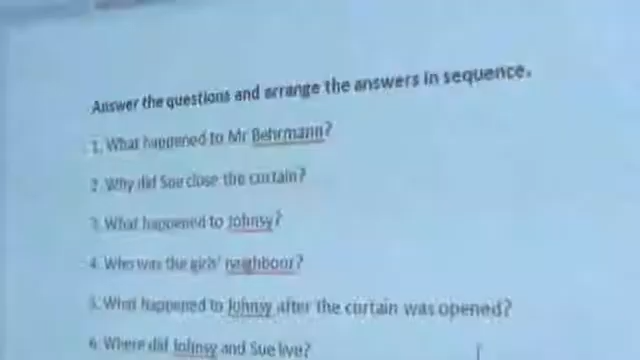 Answer the questions and arrange the answers in sequence.
1. What happened to Mr Behrmann?
2. Why did Sue close the curtain?
3. What happened to Johnsy?
4. Who was the girls' neighbour?
5. What happened to Johnsy after the curtain was opened?
6. Where did Johnsy and Sue live?